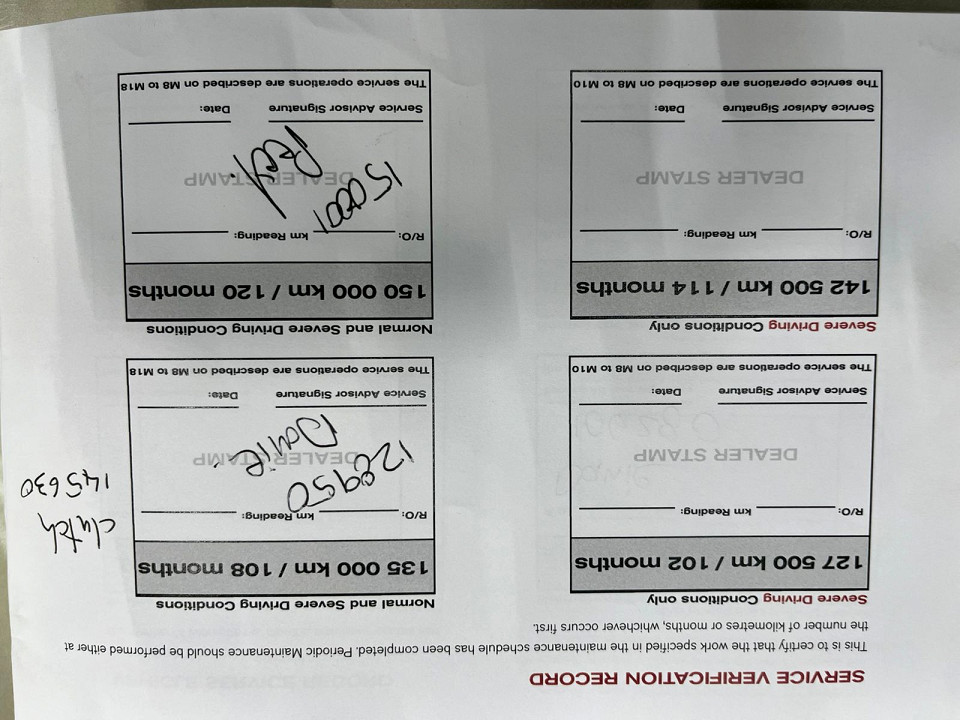 SERVICE VERIFICATION RECORD
This is to certify that the work specified in the maintenance schedule has been completed. Periodic Maintenance should be performed either at
the number of kilometres or months, whichever occurs first.
Severe Driving Conditions only
127 500 km / 102 months
R/O: km Reading:
DEALER STAMP
Service Advisor Signature Date:
The service operations are described on M8 to M10
Normal and Severe Driving Conditions
135 000 km / 108 months
R/O: km Reading:
128950
DEALER STAMP
Davie.
Service Advisor Signature Date:
The service operations are described on M8 to M18
clutch
145630
Severe Driving Conditions only
142 500 km / 114 months
R/O: km Reading:
DEALER STAMP
Service Advisor Signature Date:
The service operations are described on M8 to M10
Normal and Severe Driving Conditions
150 000 km / 120 months
R/O: km Reading:
150001
DEALER STAMP
Service Advisor Signature Date:
The service operations are described on M8 to M18